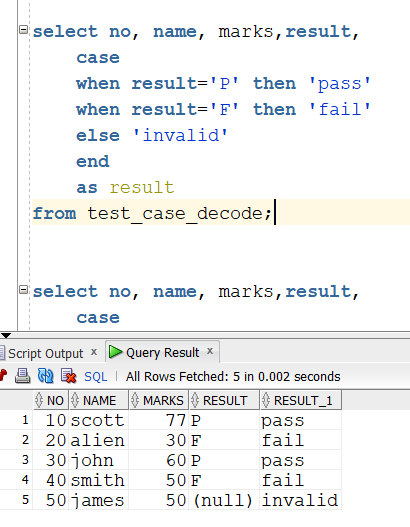 select no, name, marks,result,
case
when result='P' then 'pass'
when result='F' then 'fail'
else 'invalid'
end
as result
from test_case_decode;
select no, name, marks,result,
case
Script Output x Query Result x
SQL | All Rows Fetched: 5 in 0.002 seconds
NO NAME MARKS RESULT RESULT_1
1 10 scott 77 P pass
2 20 alien 30 F fail
3 30 john 60 P pass
4 40 smith 50 F fail
5 50 james 50 (null) invalid